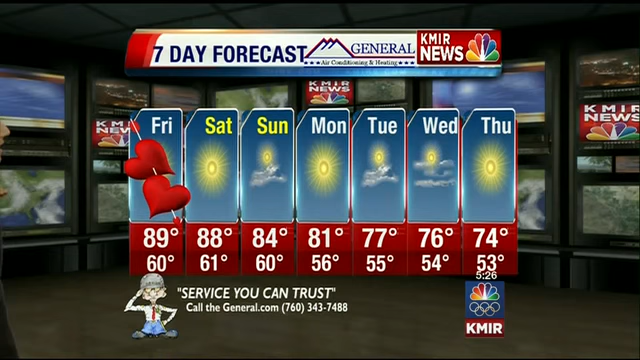 7 DAY FORECAST
GENERAL
Air Conditioning & Heating
KMIR
NEWS
KMIR
NEWS
KMIR
NEW
KMIR
NEWS
Fri Sat Sun Mon Tue Wed Thu
89° 88° 84° 81° 77° 76° 74°
60° 61° 60° 56° 55° 54° 53°
5:26
"SERVICE YOU CAN TRUST"
Call the General.com (760) 343-7488
KMIR